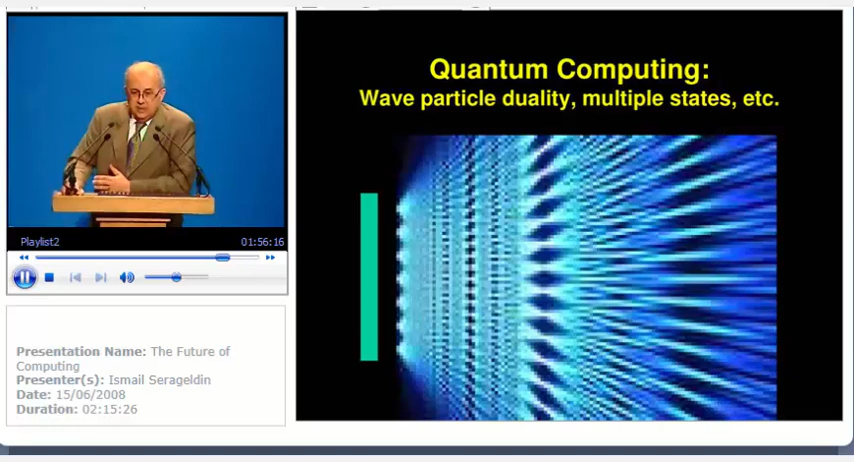 Quantum Computing:
Wave particle duality, multiple states, etc.
Playlist2 01:56:16
Presentation Name: The Future of
Computing
Presenter(s): Ismail Serageldin
Date: 15/06/2008
Duration: 02:15:26